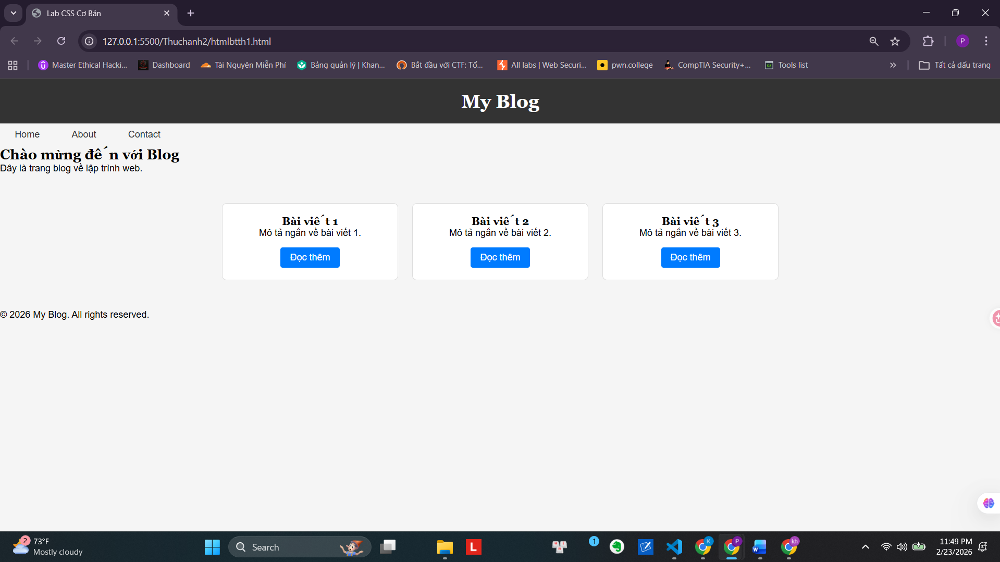 Lab CSS Cơ Bản
127.0.0.1:5500/Thuchanh2/htmlbtth1.html
P
Master Ethical Hacki...
Dashboard
Tài Nguyên Miễn Phí
Bảng quản lý | Khan...
Bắt đầu với CTF: Tổ...
All labs | Web Securi...
pwn.college
CompTIA Security+...
Tools list
Tất cả dấu trang
My Blog
Home
About
Contact
Chào mừng đến với Blog
Đây là trang blog về lập trình web.
Bài viết 1
Mô tả ngắn về bài viết 1.
Đọc thêm
Bài viết 2
Mô tả ngắn về bài viết 2.
Đọc thêm
Bài viết 3
Mô tả ngắn về bài viết 3.
Đọc thêm
© 2026 My Blog. All rights reserved.
2
73°F
Mostly cloudy
Search
L
1
K
P
W
kh
11:49 PM
2/23/2026